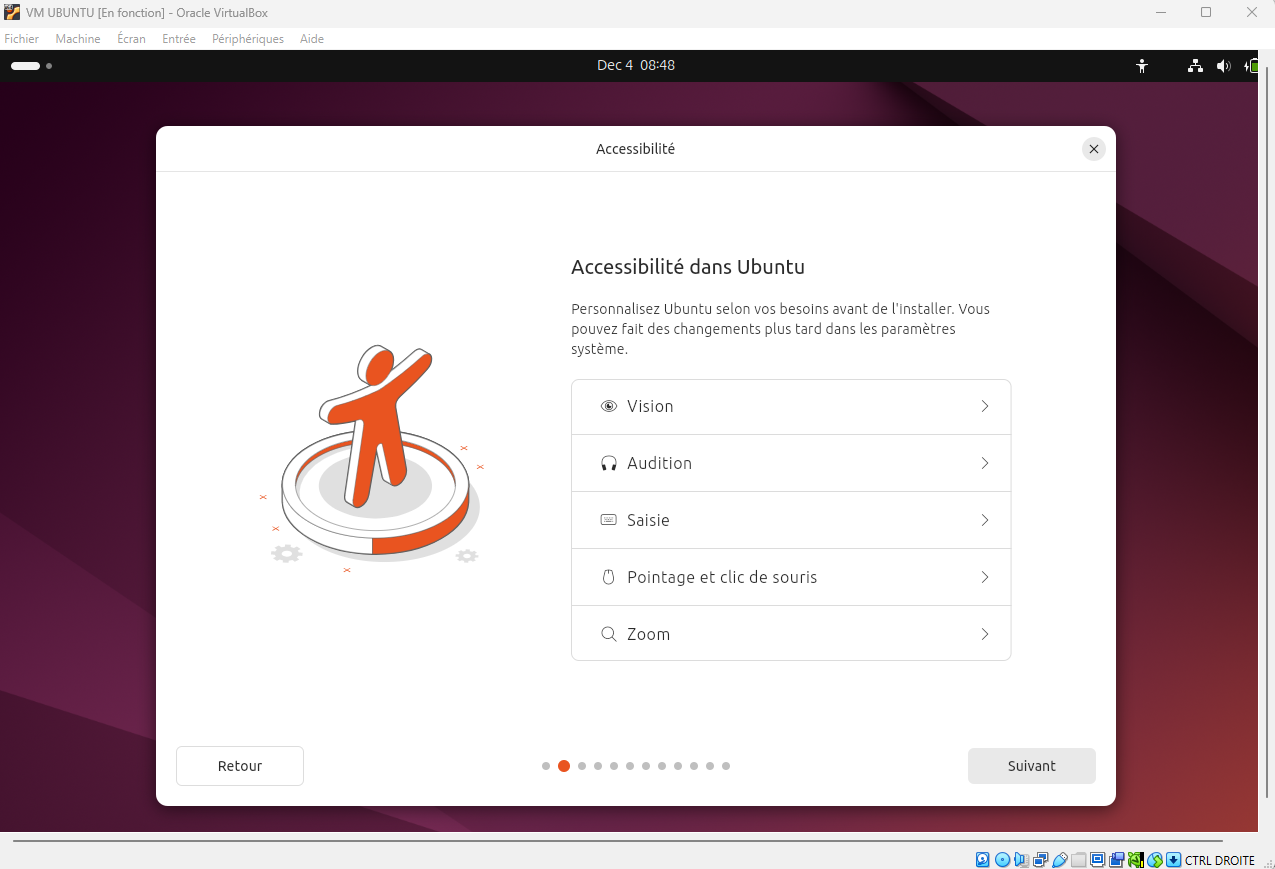 VM UBUNTU [En fonction] - Oracle VirtualBox
Fichier Machine Écran Entrée Périphériques Aide
Dec 4 08:48
Accessibilité
Accessibilité dans Ubuntu
Personnalisez Ubuntu selon vos besoins avant de l'installer. Vous
pouvez fait des changements plus tard dans les paramètres
système.
Vision
Audition
Saisie
Pointage et clic de souris
Zoom
Retour
Suivant
CTRL DROITE